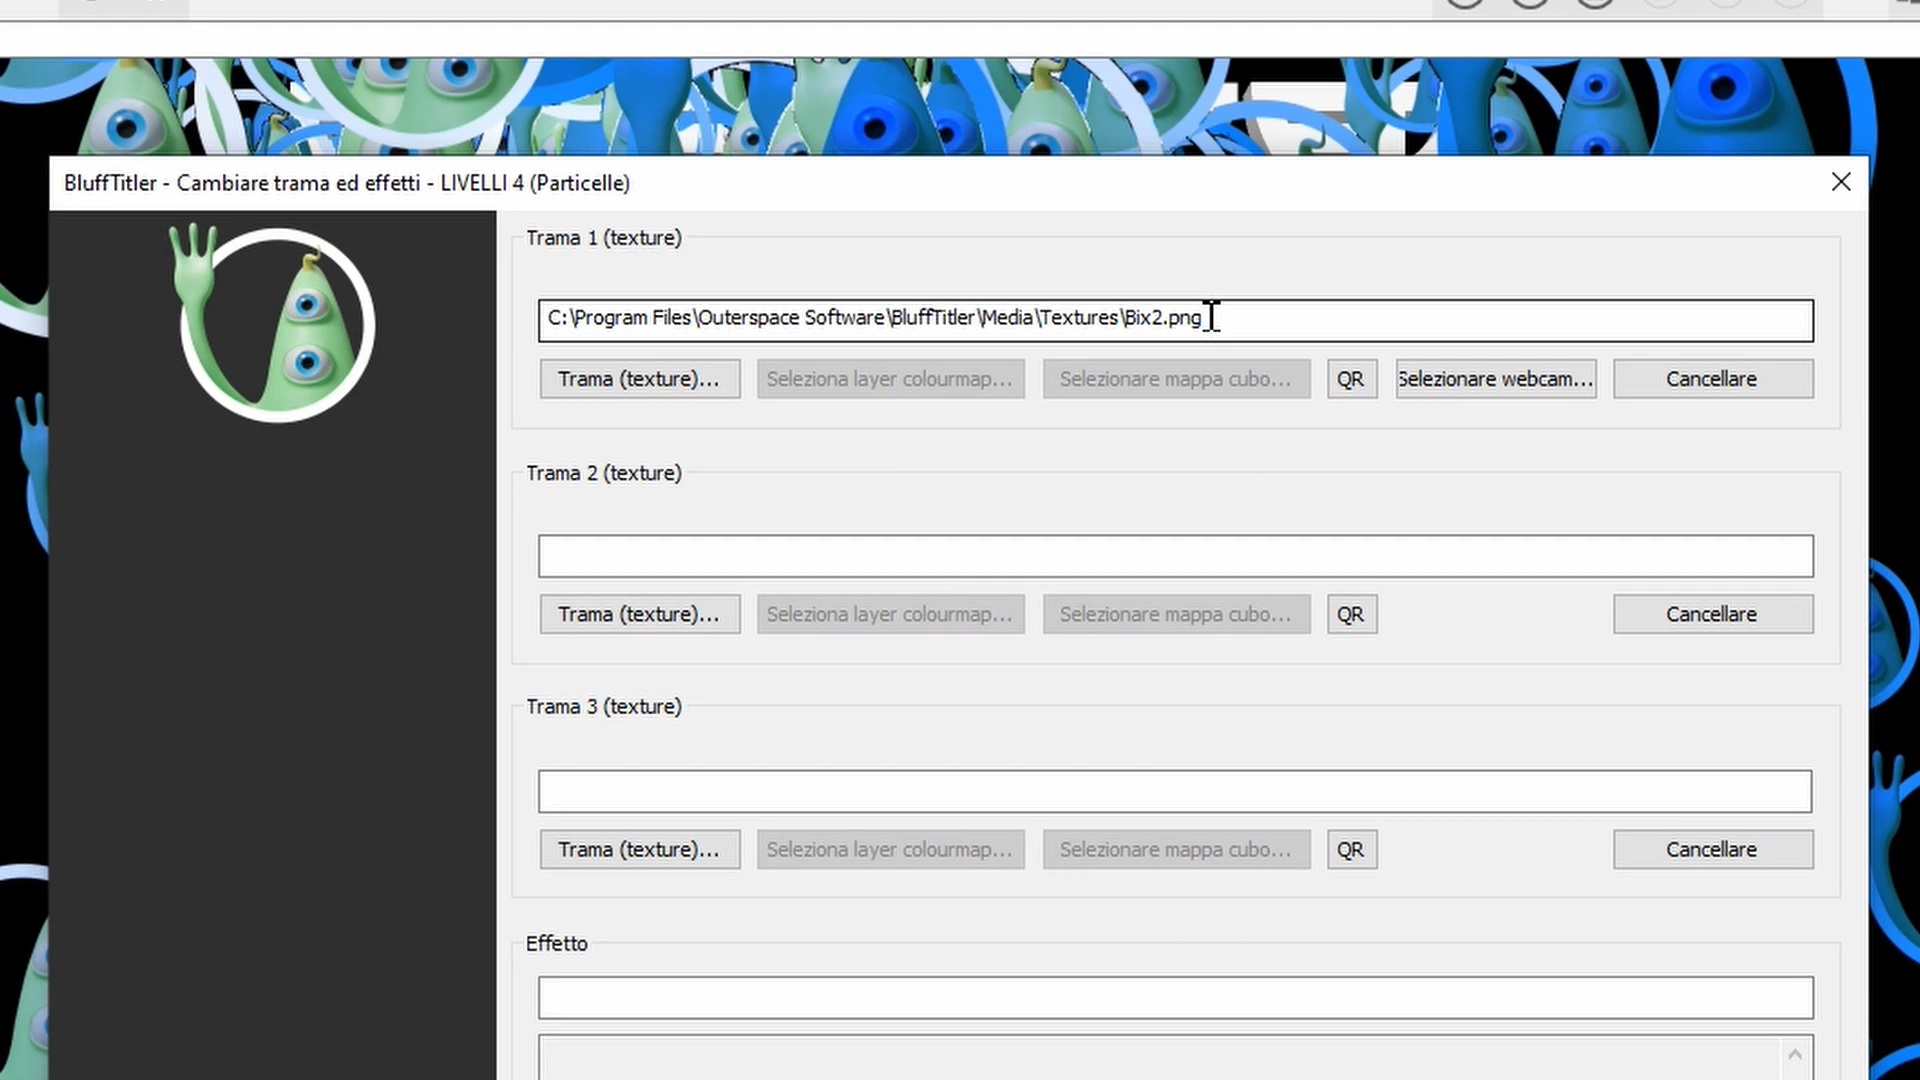 BluffTitler - Cambiare trama ed effetti - LIVELLI 4 (Particelle)
Trama 1 (texture)
C:\Program Files\Outerspace Software\BluffTitler\Media\Textures\Bix2.png
Trama (texture)... Seleziona layer colourmap... Selezionare mappa cubo... QR Selezionare webcam... Cancellare
Trama 2 (texture)
Trama (texture)... Seleziona layer colourmap... Selezionare mappa cubo... QR Cancellare
Trama 3 (texture)
Trama (texture)... Seleziona layer colourmap... Selezionare mappa cubo... QR Cancellare
Effetto